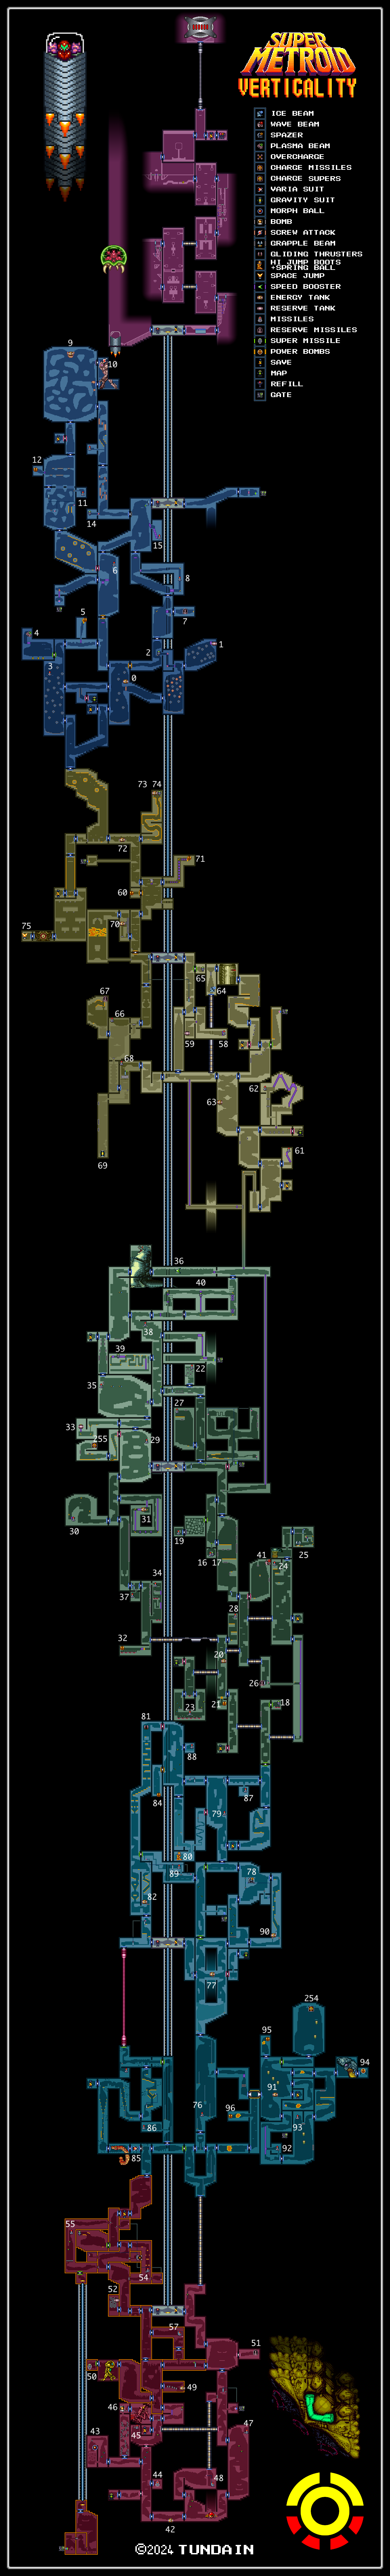 SUPER
METROID
VERTICALITY
ICE BEAM
WAVE BEAM
SPAZER
PLASMA BEAM
OVERCHARGE
CHARGE MISSILES
CHARGE SUPERS
VARIA SUIT
GRAVITY SUIT
MORPH BALL
BOMB
SCREW ATTACK
GRAPPLE BEAM
GLIDING THRUSTERS
HI JUMP BOOTS
+SPRING BALL
SPACE JUMP
SPEED BOOSTER
ENERGY TANK
RESERVE TANK
MISSILES
RESERVE MISSILES
SUPER MISSILE
POWER BOMBS
SAVE
MAP
REFILL
GATE
9
10
12
11
14
15
6
8
7
5
4
2
1
3
0
73 74
72
71
60
70
75
65
67
64
66
59
58
68
62
63
61
69
36
40
38
39
22
35
27
33
255
29
30
31
19
16 17
41
25
24
34
37
28
32
20
26
23
21
18
81
88
84
87
79
80
89
78
82
90
77
254
95
94
91
76
96
93
86
92
85
55
54
52
57
51
50
49
46
47
45
43
44
48
42
©2024 TUNDAIN